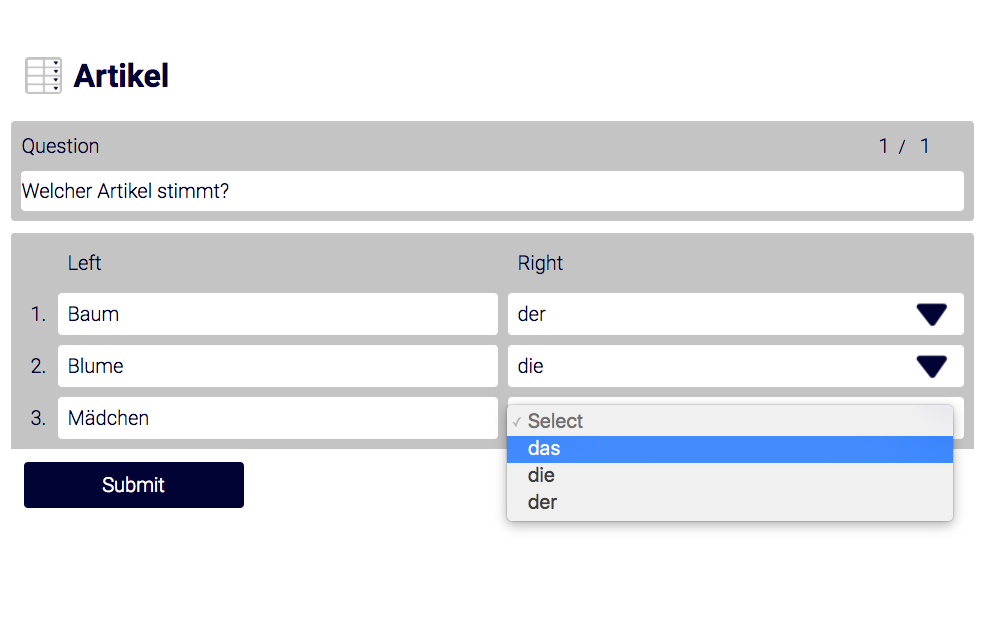 Artikel
Question 1 / 1
Welcher Artikel stimmt?
Left Right
1. Baum der
2. Blume die
3. Mädchen
✓ Select
das
die
der
Submit